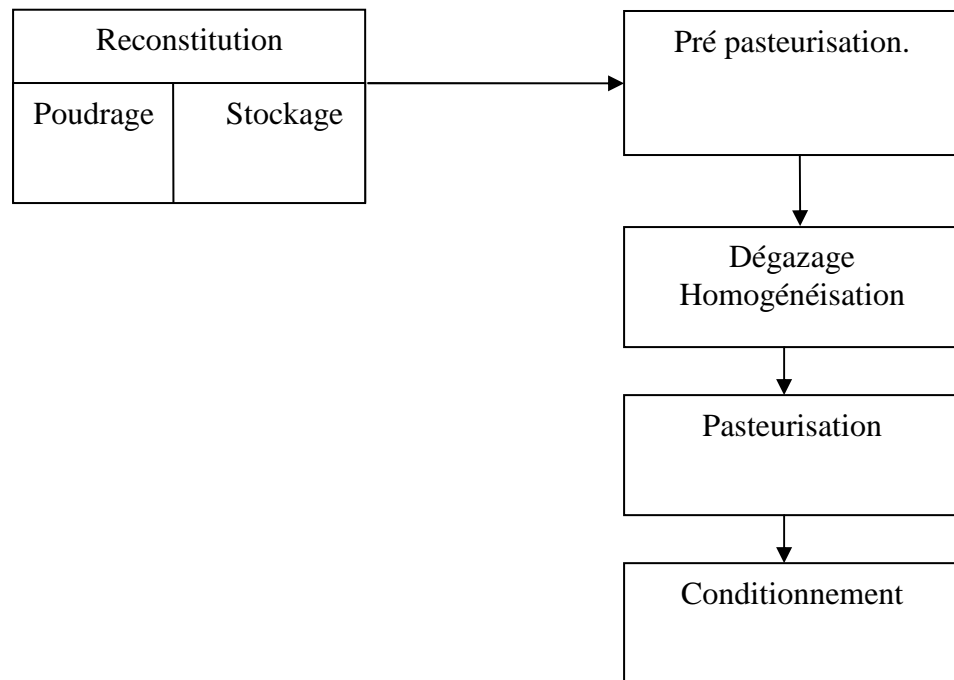 Reconstitution
Poudrage
Stockage
Pré pasteurisation.
Dégazage
Homogénéisation
Pasteurisation
Conditionnement